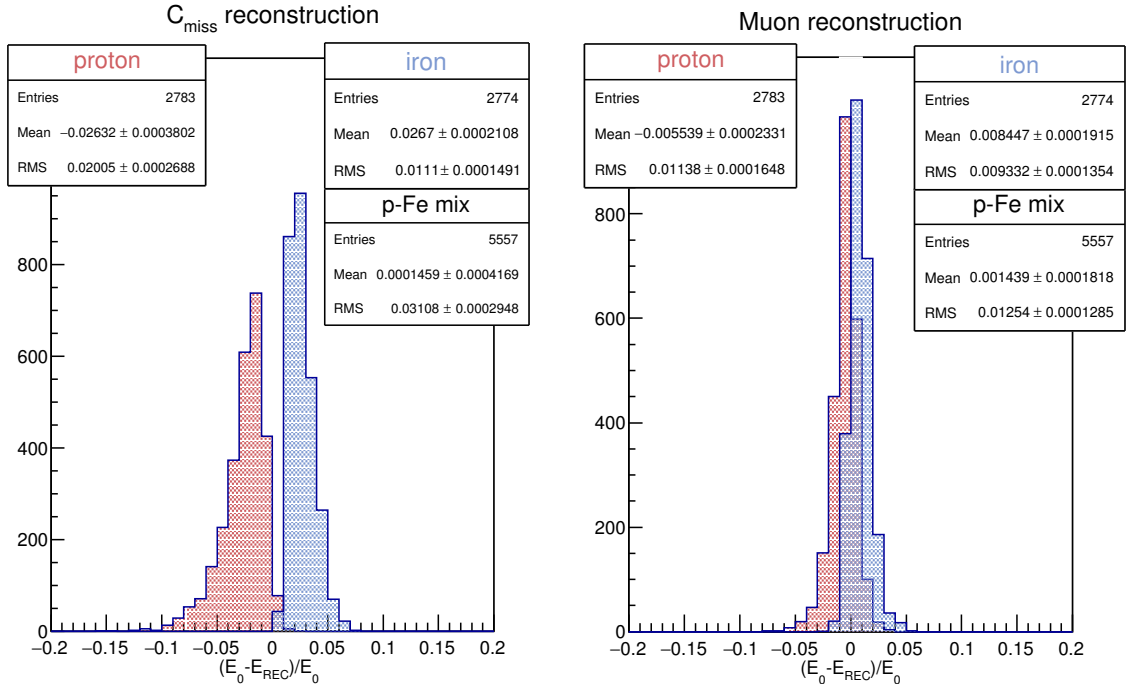 C_miss reconstruction
proton
Entries 2783
Mean −0.02632 ± 0.0003802
RMS 0.02005 ± 0.0002688
iron
Entries 2774
Mean 0.0267 ± 0.0002108
RMS 0.0111 ± 0.0001491
p-Fe mix
Entries 5557
Mean 0.0001459 ± 0.0004169
RMS 0.03108 ± 0.0002948
800
600
400
200
0
−0.2 −0.15 −0.1 −0.05 0 0.05 0.1 0.15 0.2
(E_0-E_REC)/E_0
Muon reconstruction
proton
Entries 2783
Mean −0.005539 ± 0.0002331
RMS 0.01138 ± 0.0001648
iron
Entries 2774
Mean 0.008447 ± 0.0001915
RMS 0.009332 ± 0.0001354
p-Fe mix
Entries 5557
Mean 0.001439 ± 0.0001818
RMS 0.01254 ± 0.0001285
800
600
400
200
0
−0.2 −0.15 −0.1 −0.05 0 0.05 0.1 0.15 0.2
(E_0-E_REC)/E_0